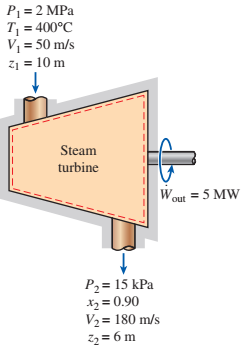 P₁ = 2 MPa
T₁ = 400°C
V₁ = 50 m/s
z₁ = 10 m
Steam
turbine
Ẇout = 5 MW
P₂ = 15 kPa
x₂ = 0.90
V₂ = 180 m/s
z₂ = 6 m